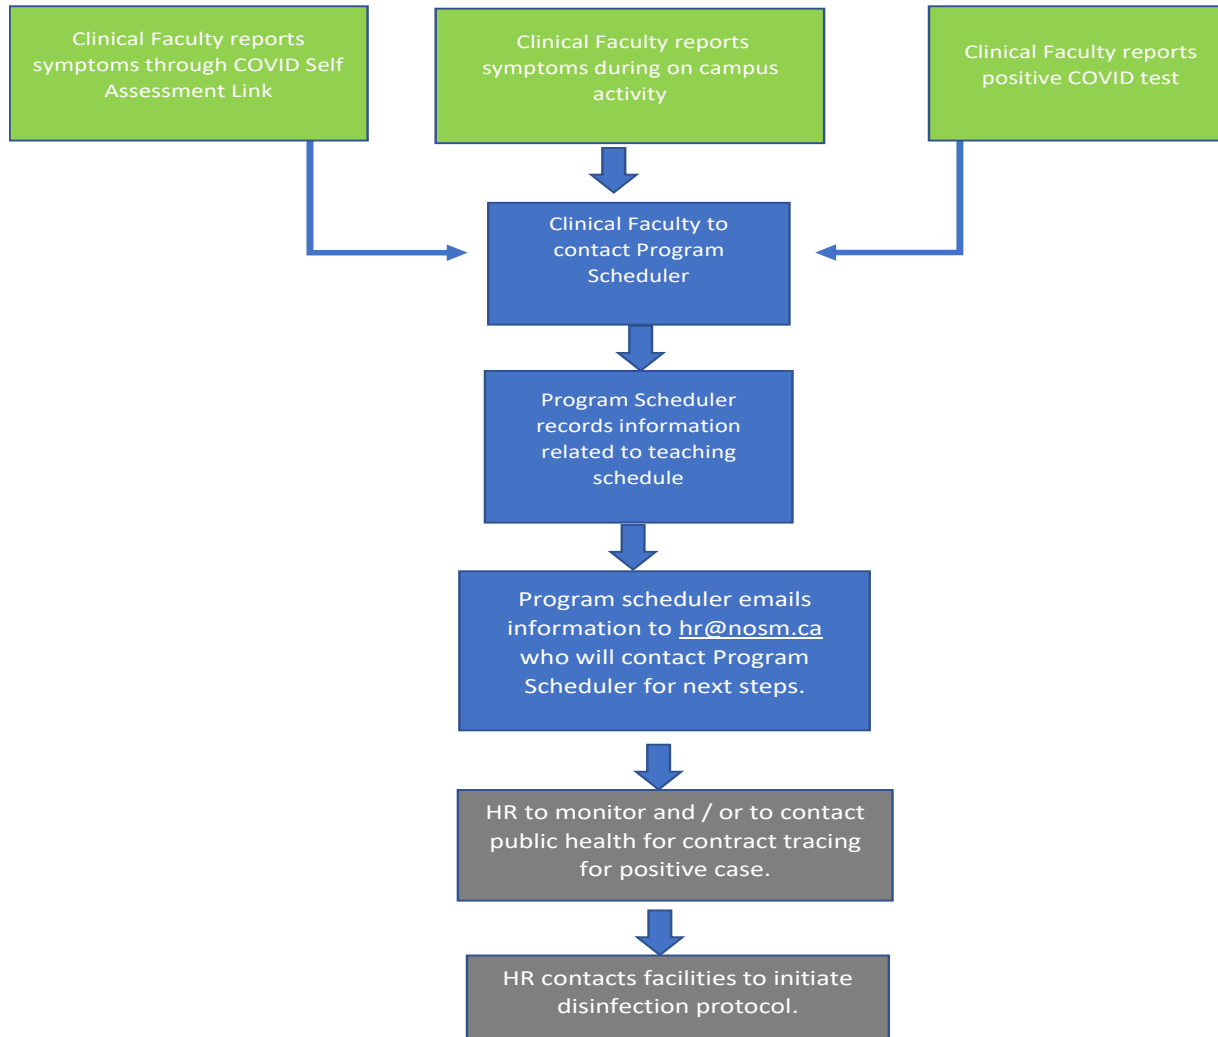 Clinical Faculty reports
symptoms through COVID Self
Assessment Link
Clinical Faculty reports
symptoms during on campus
activity
Clinical Faculty reports
positive COVID test
Clinical Faculty to
contact Program
Scheduler
Program Scheduler
records information
related to teaching
schedule
Program scheduler emails
information to hr@nosm.ca
who will contact Program
Scheduler for next steps.
HR to monitor and / or to contact
public health for contract tracing
for positive case.
HR contacts facilities to initiate
disinfection protocol.